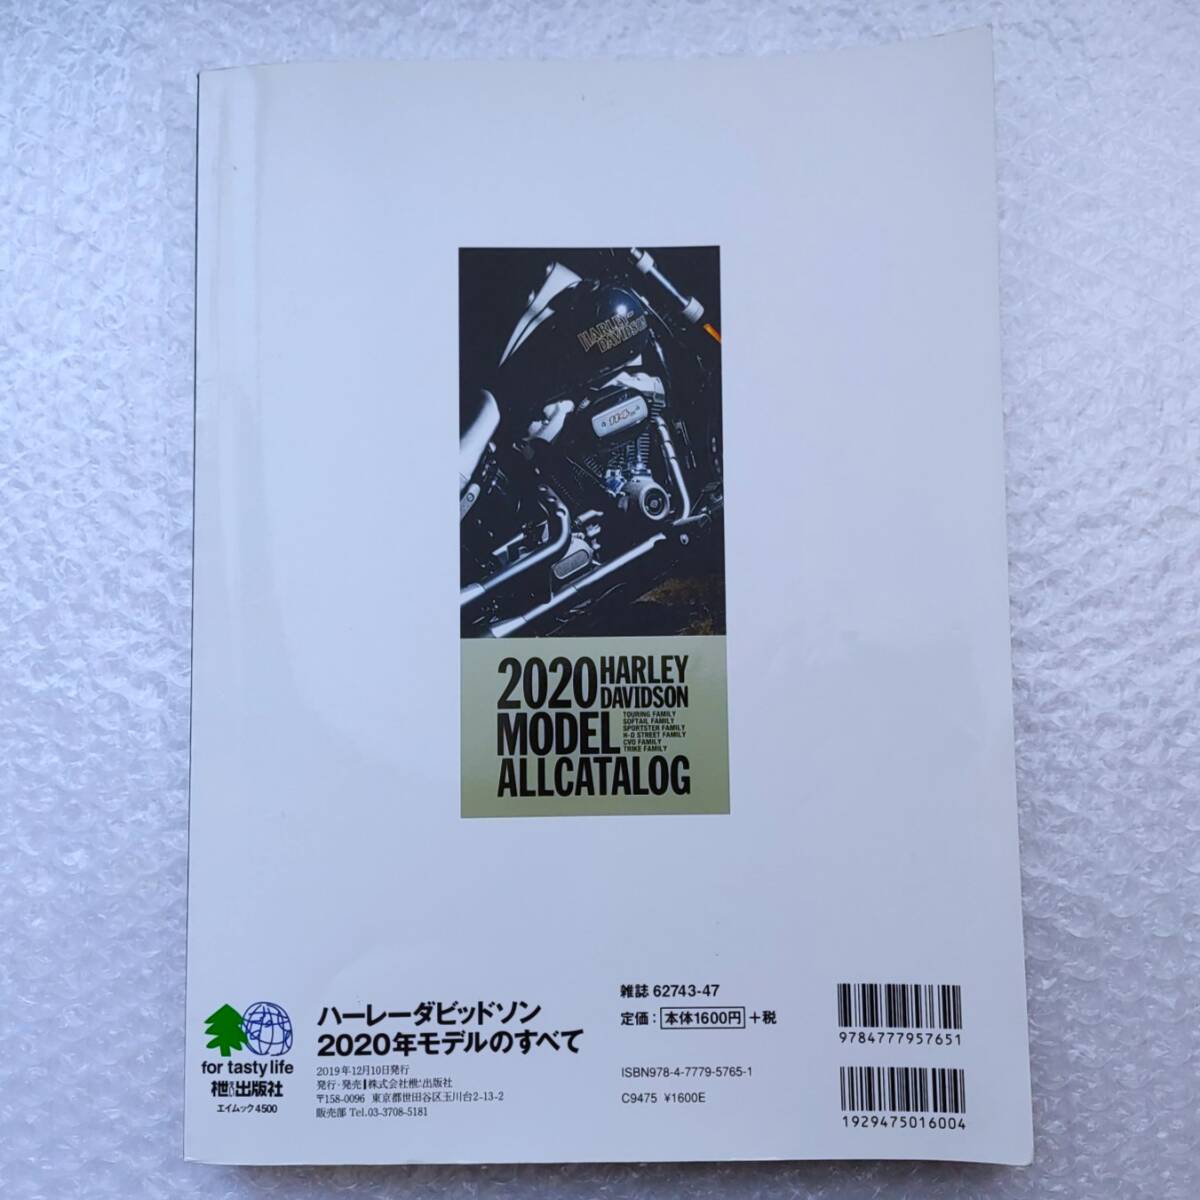 HARLEY-
DAVIDSON
114
2020 HARLEY
DAVIDSON
MODEL
TOURING FAMILY
SOFTAIL FAMILY
SPORTSTER FAMILY
H-D STREET FAMILY
CVO FAMILY
TRIKE FAMILY
ALLCATALOG
for tasty life
枻出版社
エイムック4500
ハーレーダビッドソン
2020年モデルのすべて
2019年12月10日発行
発行・発売 株式会社枻出版社
〒158-0096 東京都世田谷区玉川台2-13-2
販売部 Tel.03-3708-5181
雑誌 62743-47
定価：本体1600円+税
ISBN978-4-7779-5765-1
C9475 ¥1600E
9784777957651
1929475016004